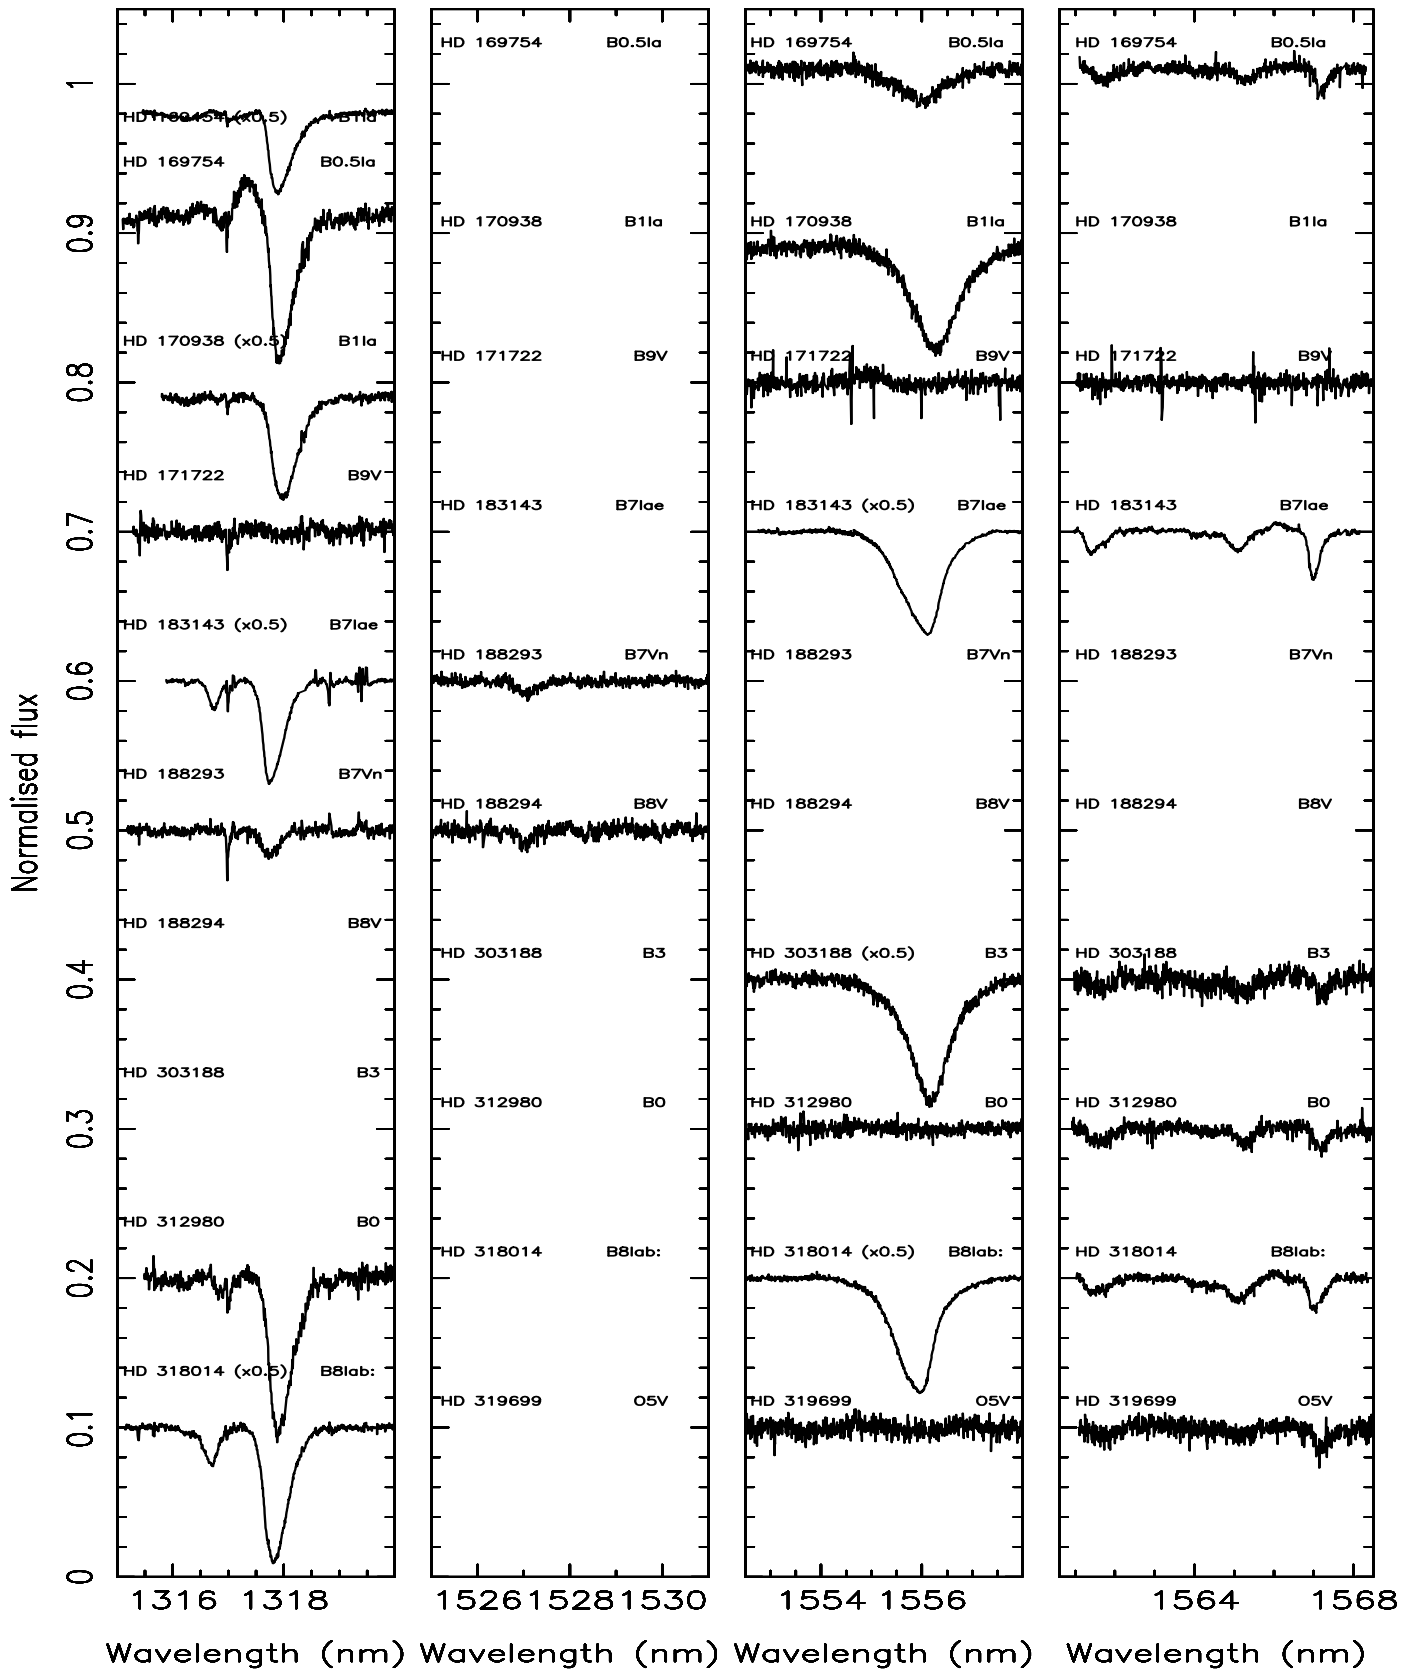 Normalised flux
1
0.9
0.8
0.7
0.6
0.5
0.4
0.3
0.2
0.1
0
HD 169454 (x0.5) B1Ia
HD 169754 B0.5Ia
HD 170938 (x0.5) B1Ia
HD 171722 B9V
HD 183143 (x0.5) B7Iae
HD 188293 B7Vn
HD 188294 B8V
HD 303188 B3
HD 312980 B0
HD 318014 (x0.5) B8Iab:
1316 1318
Wavelength (nm)
HD 169754 B0.5Ia
HD 170938 B1Ia
HD 171722 B9V
HD 183143 B7Iae
HD 188293 B7Vn
HD 188294 B8V
HD 303188 B3
HD 312980 B0
HD 318014 B8Iab:
HD 319699 O5V
1526 1528 1530
Wavelength (nm)
HD 169754 B0.5Ia
HD 170938 B1Ia
HD 171722 B9V
HD 183143 (x0.5) B7Iae
HD 188293 B7Vn
HD 188294 B8V
HD 303188 (x0.5) B3
HD 312980 B0
HD 318014 (x0.5) B8Iab:
HD 319699 O5V
1554 1556
Wavelength (nm)
HD 169754 B0.5Ia
HD 170938 B1Ia
HD 171722 B9V
HD 183143 B7Iae
HD 188293 B7Vn
HD 188294 B8V
HD 303188 B3
HD 312980 B0
HD 318014 B8Iab:
HD 319699 O5V
1564 1568
Wavelength (nm)